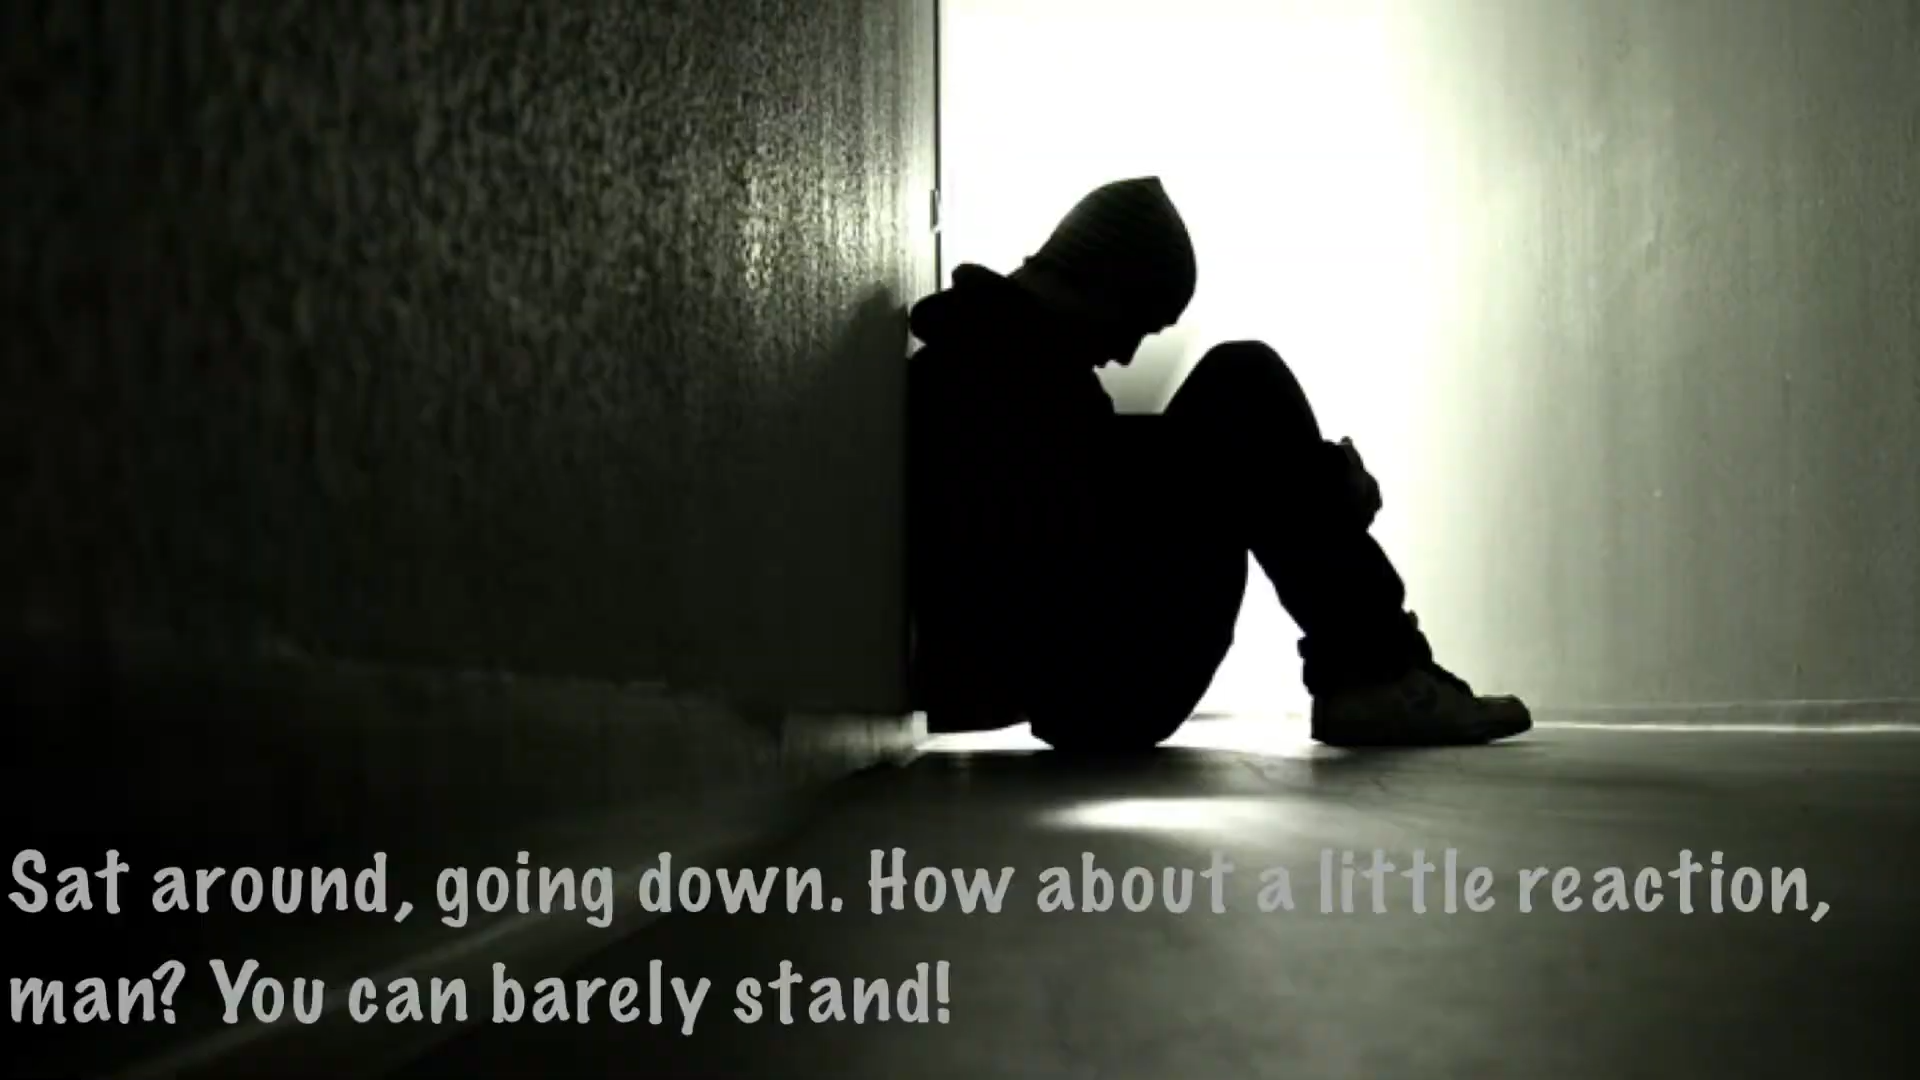 Sat around, going down. How about a little reaction,
man? You can barely stand!